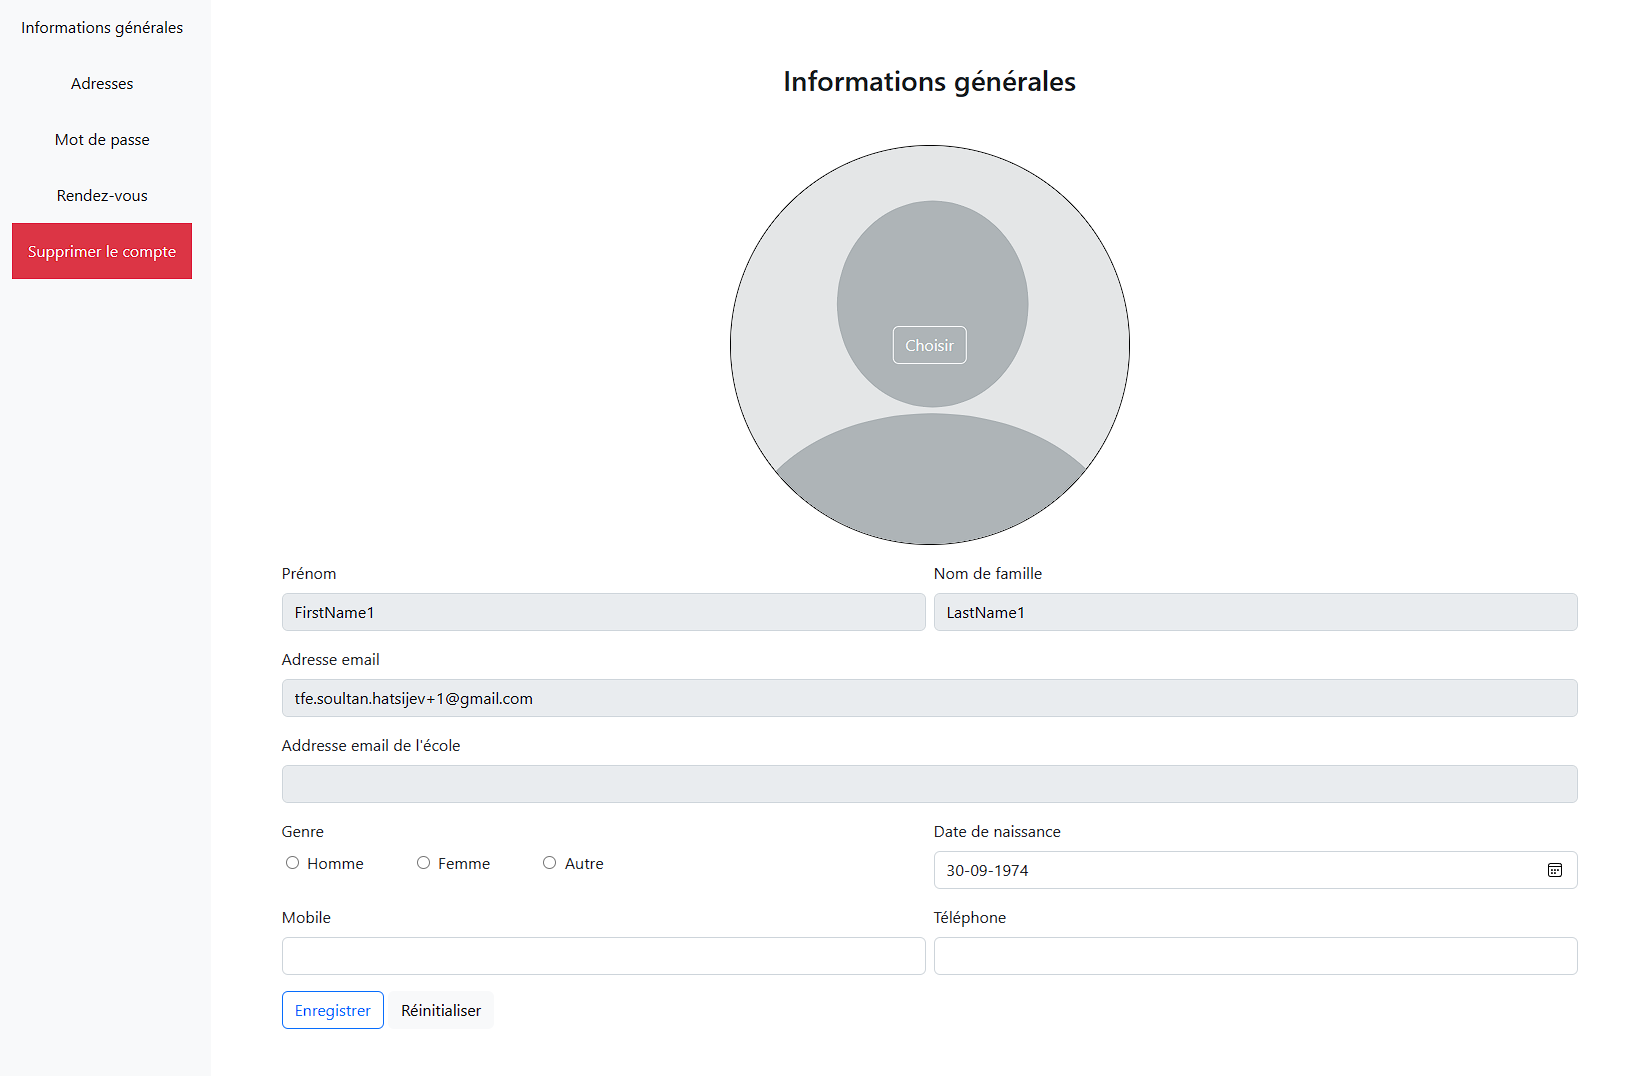 Informations générales
Adresses
Mot de passe
Rendez-vous
Supprimer le compte
Informations générales
Choisir
Prénom
Nom de famille
FirstName1
LastName1
Adresse email
tfe.soultan.hatsijev+1@gmail.com
Addresse email de l'école
Genre
Date de naissance
Homme Femme Autre
30-09-1974
Mobile
Téléphone
Enregistrer
Réinitialiser